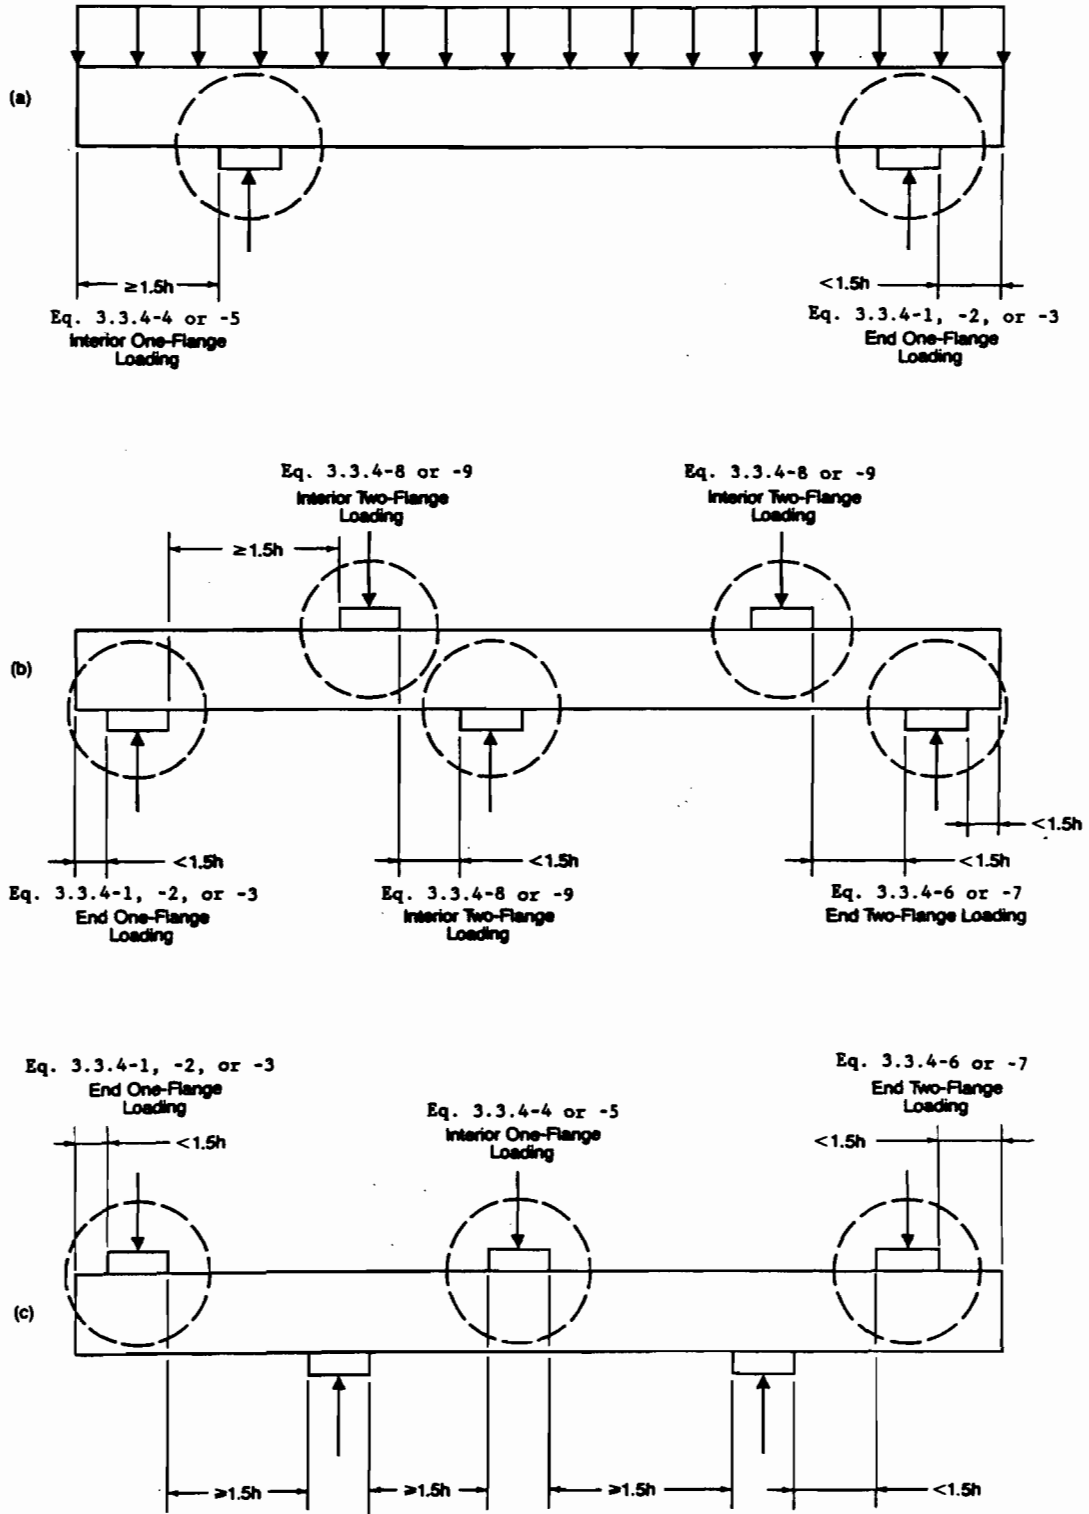 (a)
≥1.5h
<1.5h
Eq. 3.3.4-4 or -5
Interior One-Flange
Loading
Eq. 3.3.4-1, -2, or -3
End One-Flange
Loading
Eq. 3.3.4-8 or -9
Interior Two-Flange
Loading
Eq. 3.3.4-8 or -9
Interior Two-Flange
Loading
≥1.5h
(b)
<1.5h
<1.5h
<1.5h
<1.5h
Eq. 3.3.4-1, -2, or -3
End One-Flange
Loading
Eq. 3.3.4-8 or -9
Interior Two-Flange
Loading
Eq. 3.3.4-6 or -7
End Two-Flange Loading
Eq. 3.3.4-1, -2, or -3
End One-Flange
Loading
<1.5h
Eq. 3.3.4-4 or -5
Interior One-Flange
Loading
Eq. 3.3.4-6 or -7
End Two-Flange
Loading
<1.5h
(c)
≥1.5h
≥1.5h
≥1.5h
<1.5h